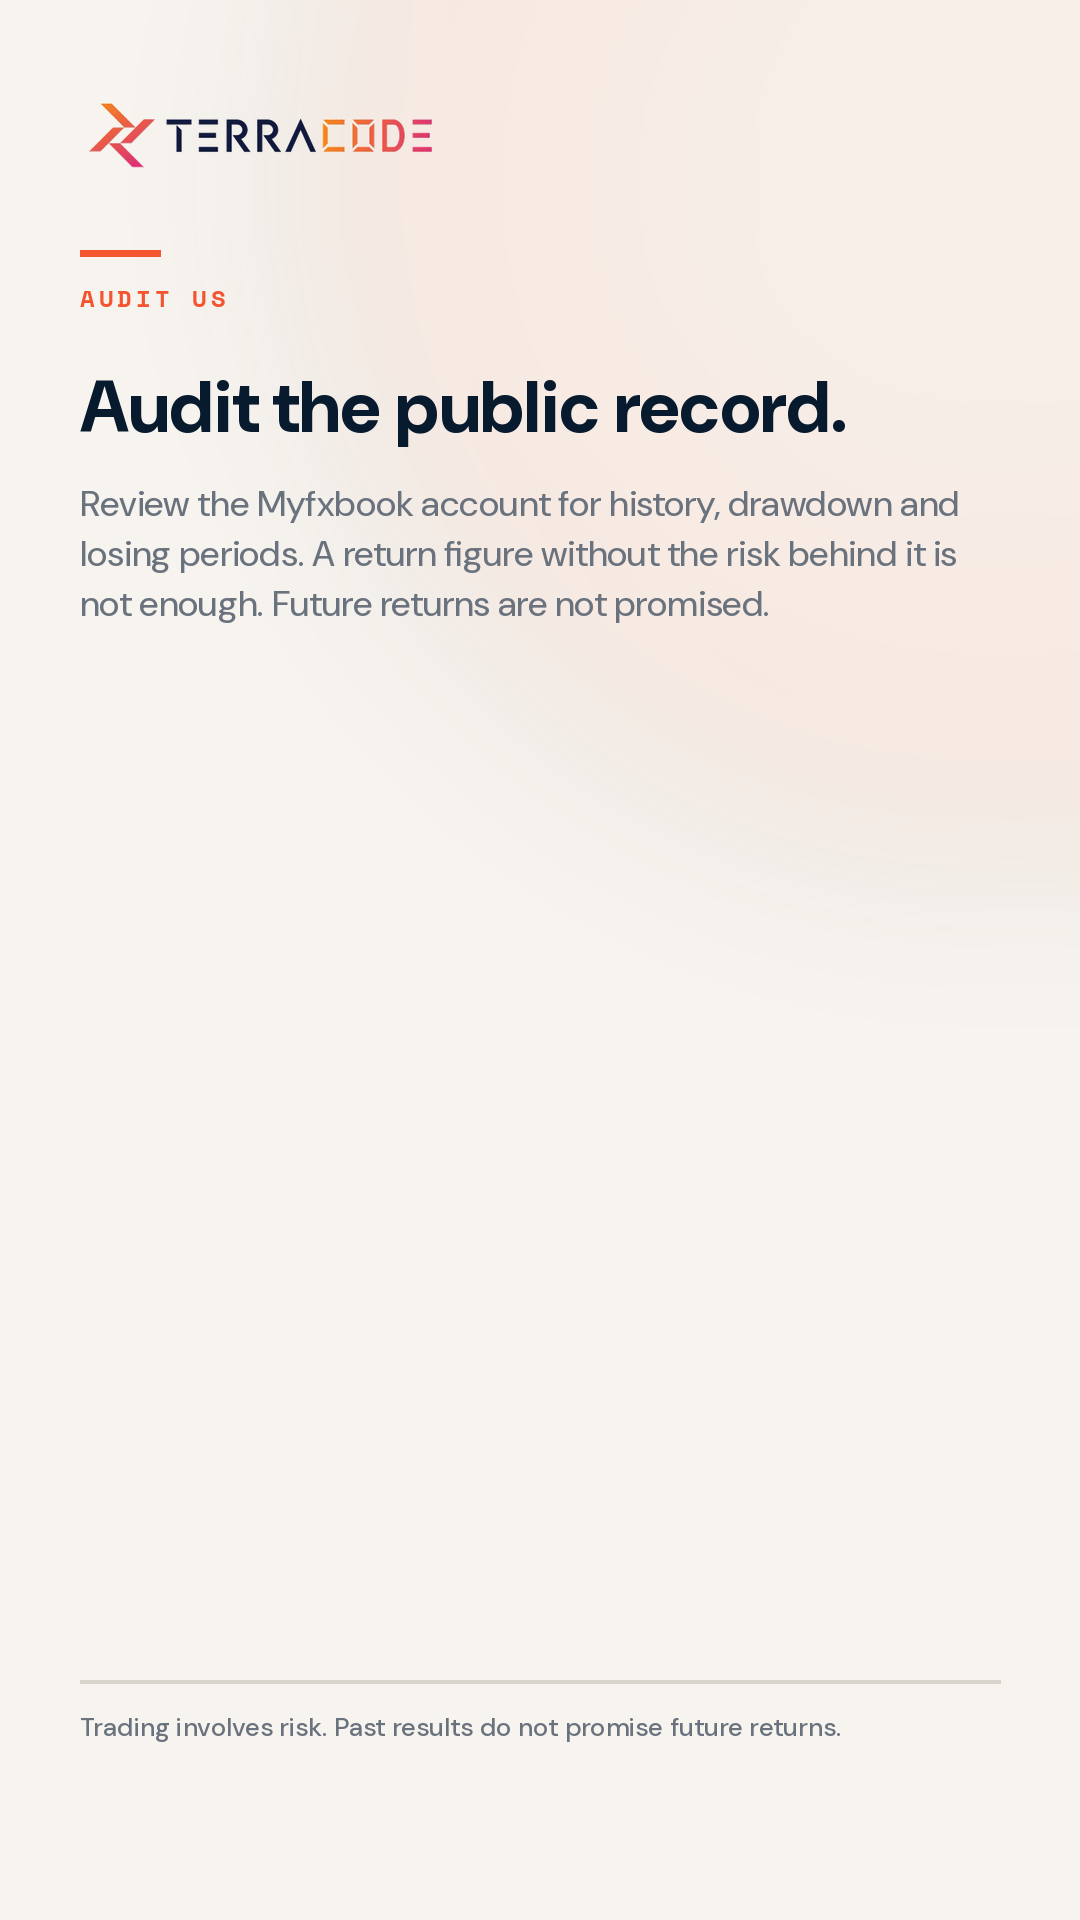 TERRACODE
AUDIT US
Audit the public record.
Review the Myfxbook account for history, drawdown and
losing periods. A return figure without the risk behind it is
not enough. Future returns are not promised.
Trading involves risk. Past results do not promise future returns.